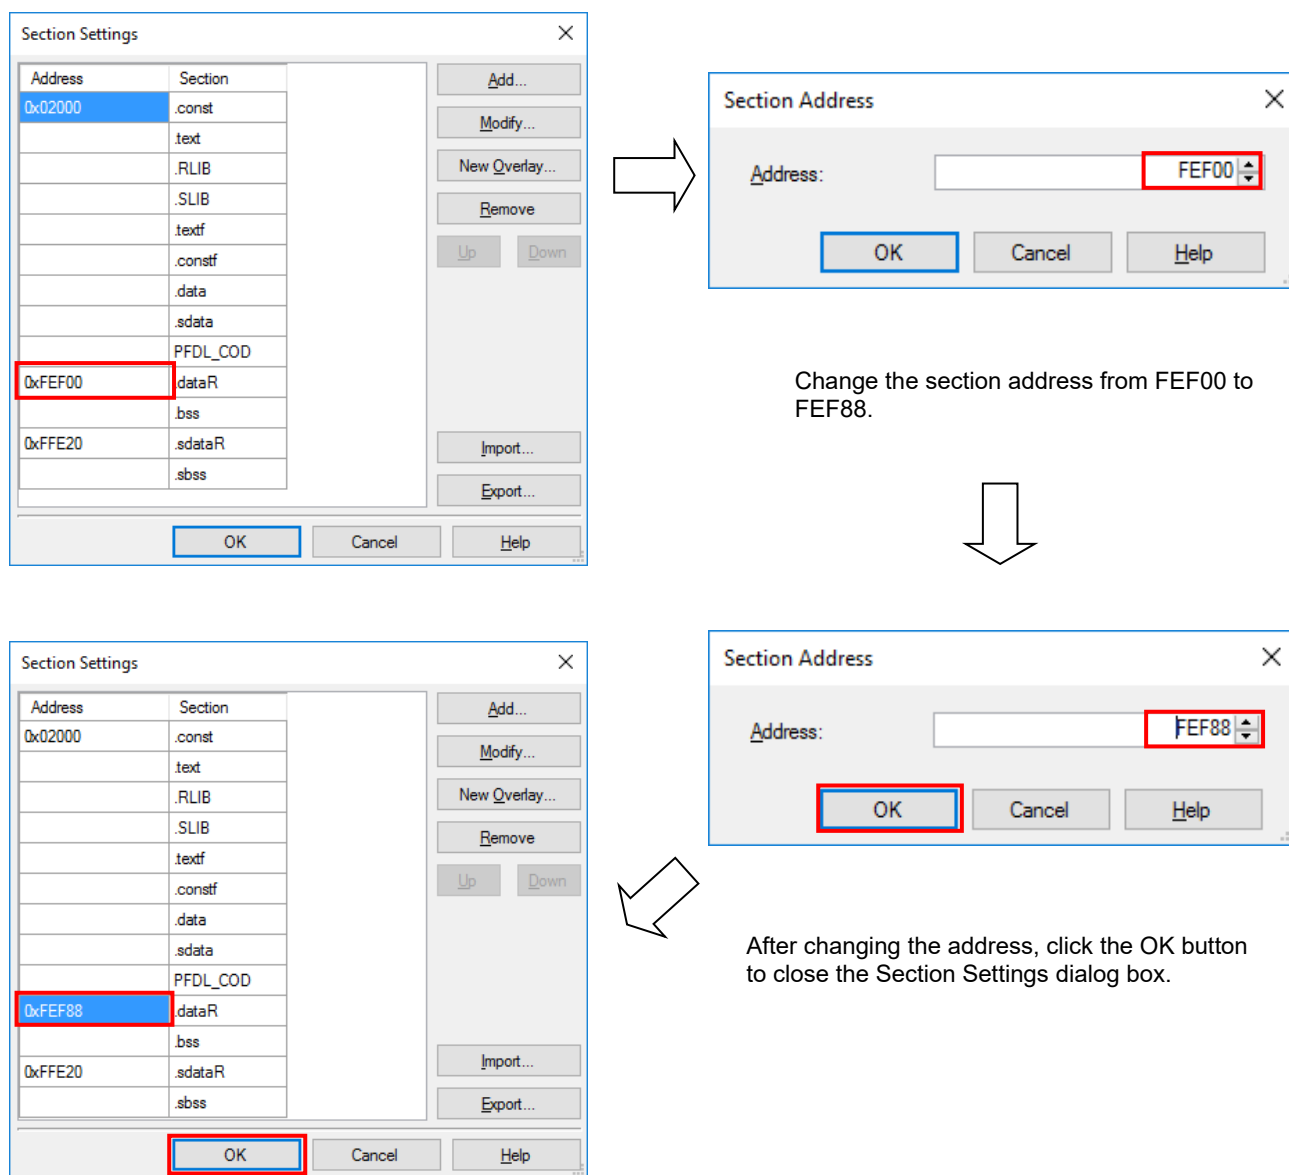 Section Settings
Address Section
0x02000 .const
.text
.RLIB
.SLIB
.textf
.constf
.data
.sdata
PFDL_COD
0xFEF00 .dataR
.bss
0xFFE20 .sdataR
.sbss
Add...
Modify...
New Overlay...
Remove
Up Down
Import...
Export...
OK Cancel Help
Section Address
Address: FEF00
OK Cancel Help
Change the section address from FEF00 to
FEF88.
Section Address
Address: FEF88
OK Cancel Help
After changing the address, click the OK button
to close the Section Settings dialog box.
Section Settings
Address Section
0x02000 .const
.text
.RLIB
.SLIB
.textf
.constf
.data
.sdata
PFDL_COD
0xFEF88 .dataR
.bss
0xFFE20 .sdataR
.sbss
Add...
Modify...
New Overlay...
Remove
Up Down
Import...
Export...
OK Cancel Help